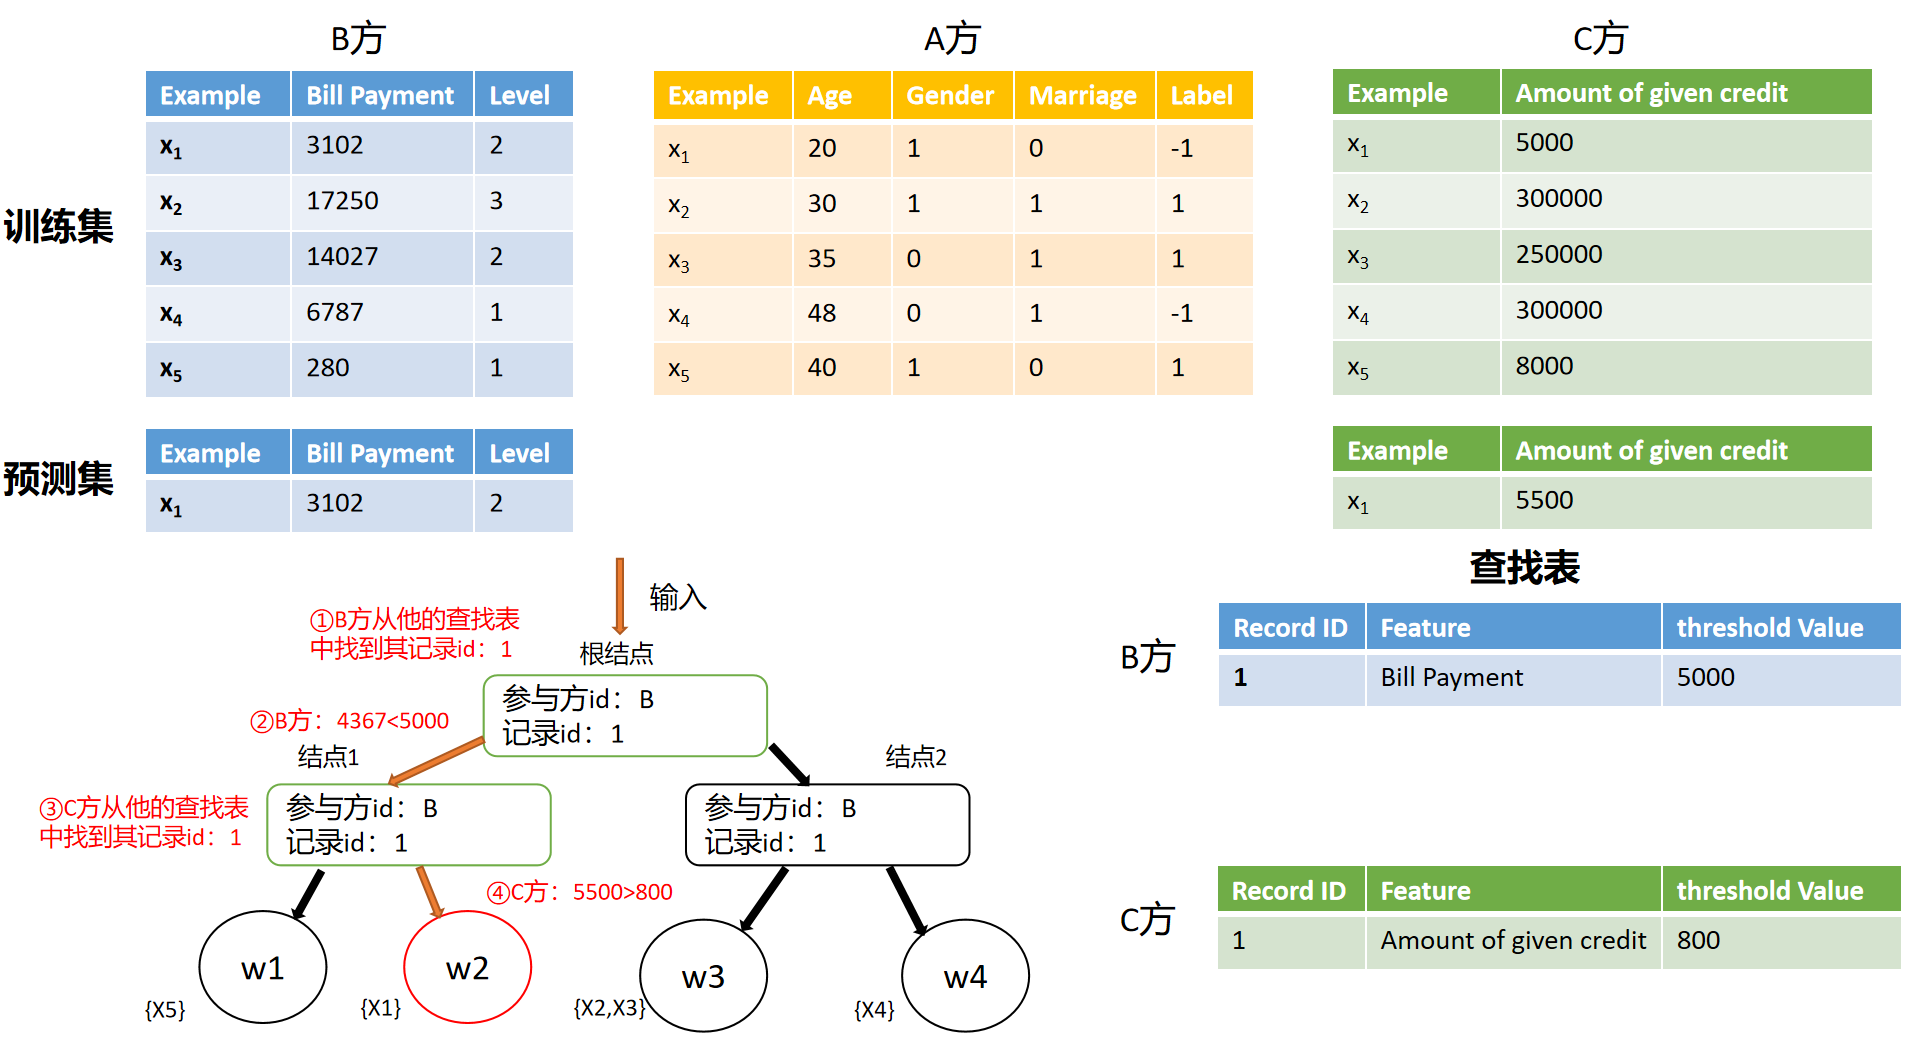 B方 A方 C方
Example Bill Payment Level
x1 3102 2
x2 17250 3
x3 14027 2
x4 6787 1
x5 280 1
Example Age Gender Marriage Label
x1 20 1 0 -1
x2 30 1 1 1
x3 35 0 1 1
x4 48 0 1 -1
x5 40 1 0 1
Example Amount of given credit
x1 5000
x2 300000
x3 250000
x4 300000
x5 8000
训练集
预测集
Example Bill Payment Level
x1 3102 2
Example Amount of given credit
x1 5500
输入
①B方从他的查找表
中找到其记录id：1
根结点
参与方id：B
记录id：1
②B方：4367<5000
结点1
结点2
③C方从他的查找表
中找到其记录id：1
参与方id：B
记录id：1
参与方id：B
记录id：1
④C方：5500>800
w1
w2
w3
w4
{X5}
{X1}
{X2,X3}
{X4}
查找表
B方
Record ID Feature threshold Value
1 Bill Payment 5000
C方
Record ID Feature threshold Value
1 Amount of given credit 800